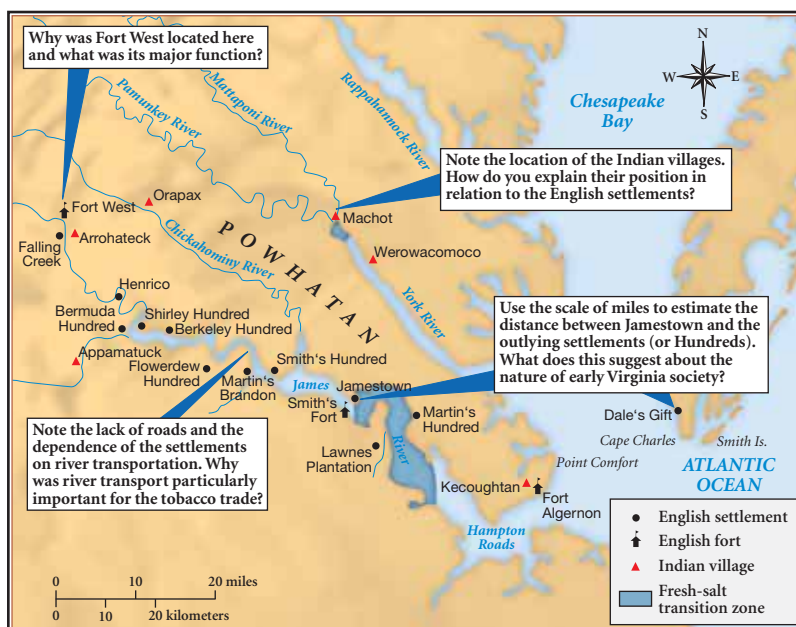 Why was Fort West located here
and what was its major function?
Pamunkey River
Mattaponi River
Rappahannock River
Chesapeake
Bay
N
W
E
S
Note the location of the Indian villages.
How do you explain their position in
relation to the English settlements?
Fort West
Orapax
Machot
Arrohateck
Falling
Creek
Chickahominy River
POWHATAN
Werowacomoco
York River
Henrico
Bermuda
Hundred
Shirley Hundred
Berkeley Hundred
Use the scale of miles to estimate the
distance between Jamestown and the
outlying settlements (or Hundreds).
What does this suggest about the
nature of early Virginia society?
Appamatuck
Flowerdew
Hundred
Martin's
Brandon
Smith's Hundred
James
River
Jamestown
Smith's
Fort
Martin's
Hundred
Lawnes
Plantation
Dale's Gift
Cape Charles
Smith Is.
Point Comfort
ATLANTIC
OCEAN
Note the lack of roads and the
dependence of the settlements
on river transportation. Why
was river transport particularly
important for the tobacco trade?
Kecoughtan
Fort
Algernon
Hampton
Roads
English settlement
English fort
Indian village
Fresh-salt
transition zone
0 10 20 miles
0 10 20 kilometers